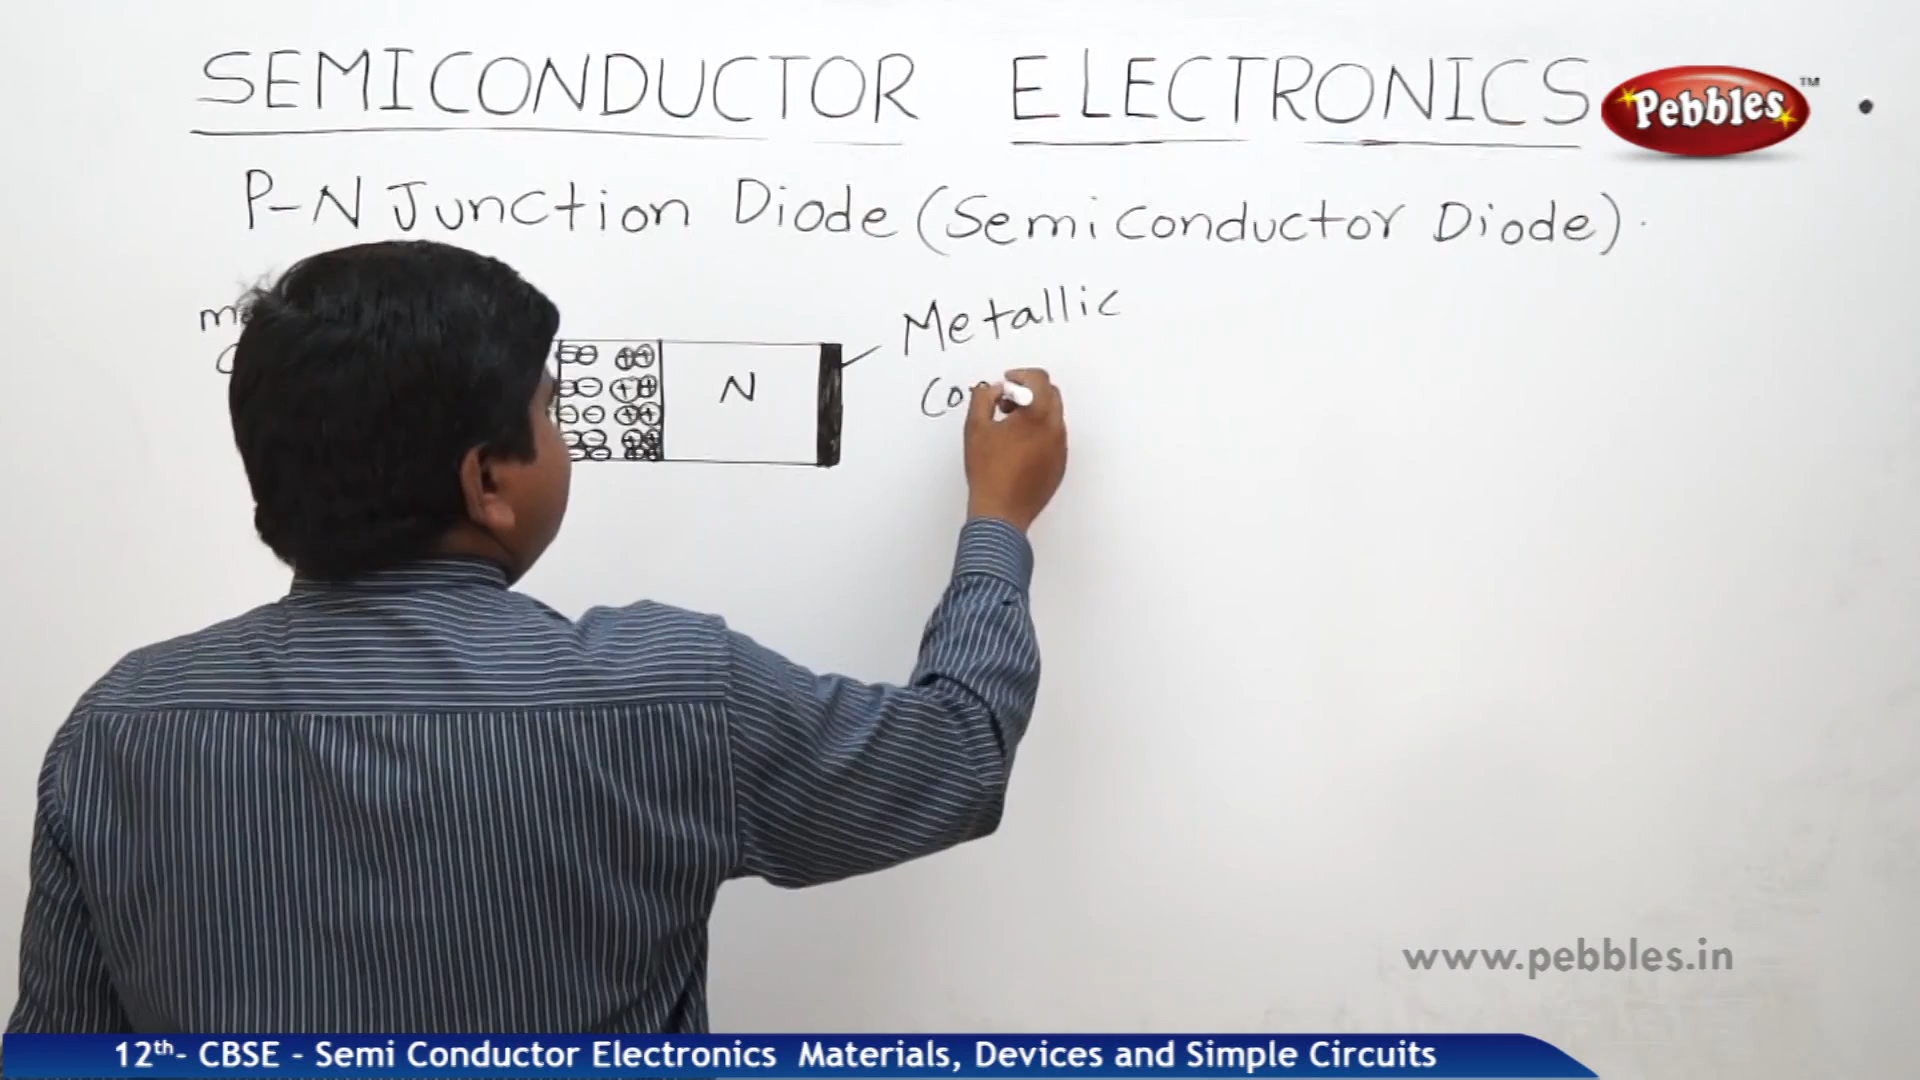 SEMICONDUCTOR ELECTRONICS
Pebbles™
P-N Junction Diode (Semiconductor Diode).
Metallic
N
www.pebbles.in
12th- CBSE - Semi Conductor Electronics Materials, Devices and Simple Circuits